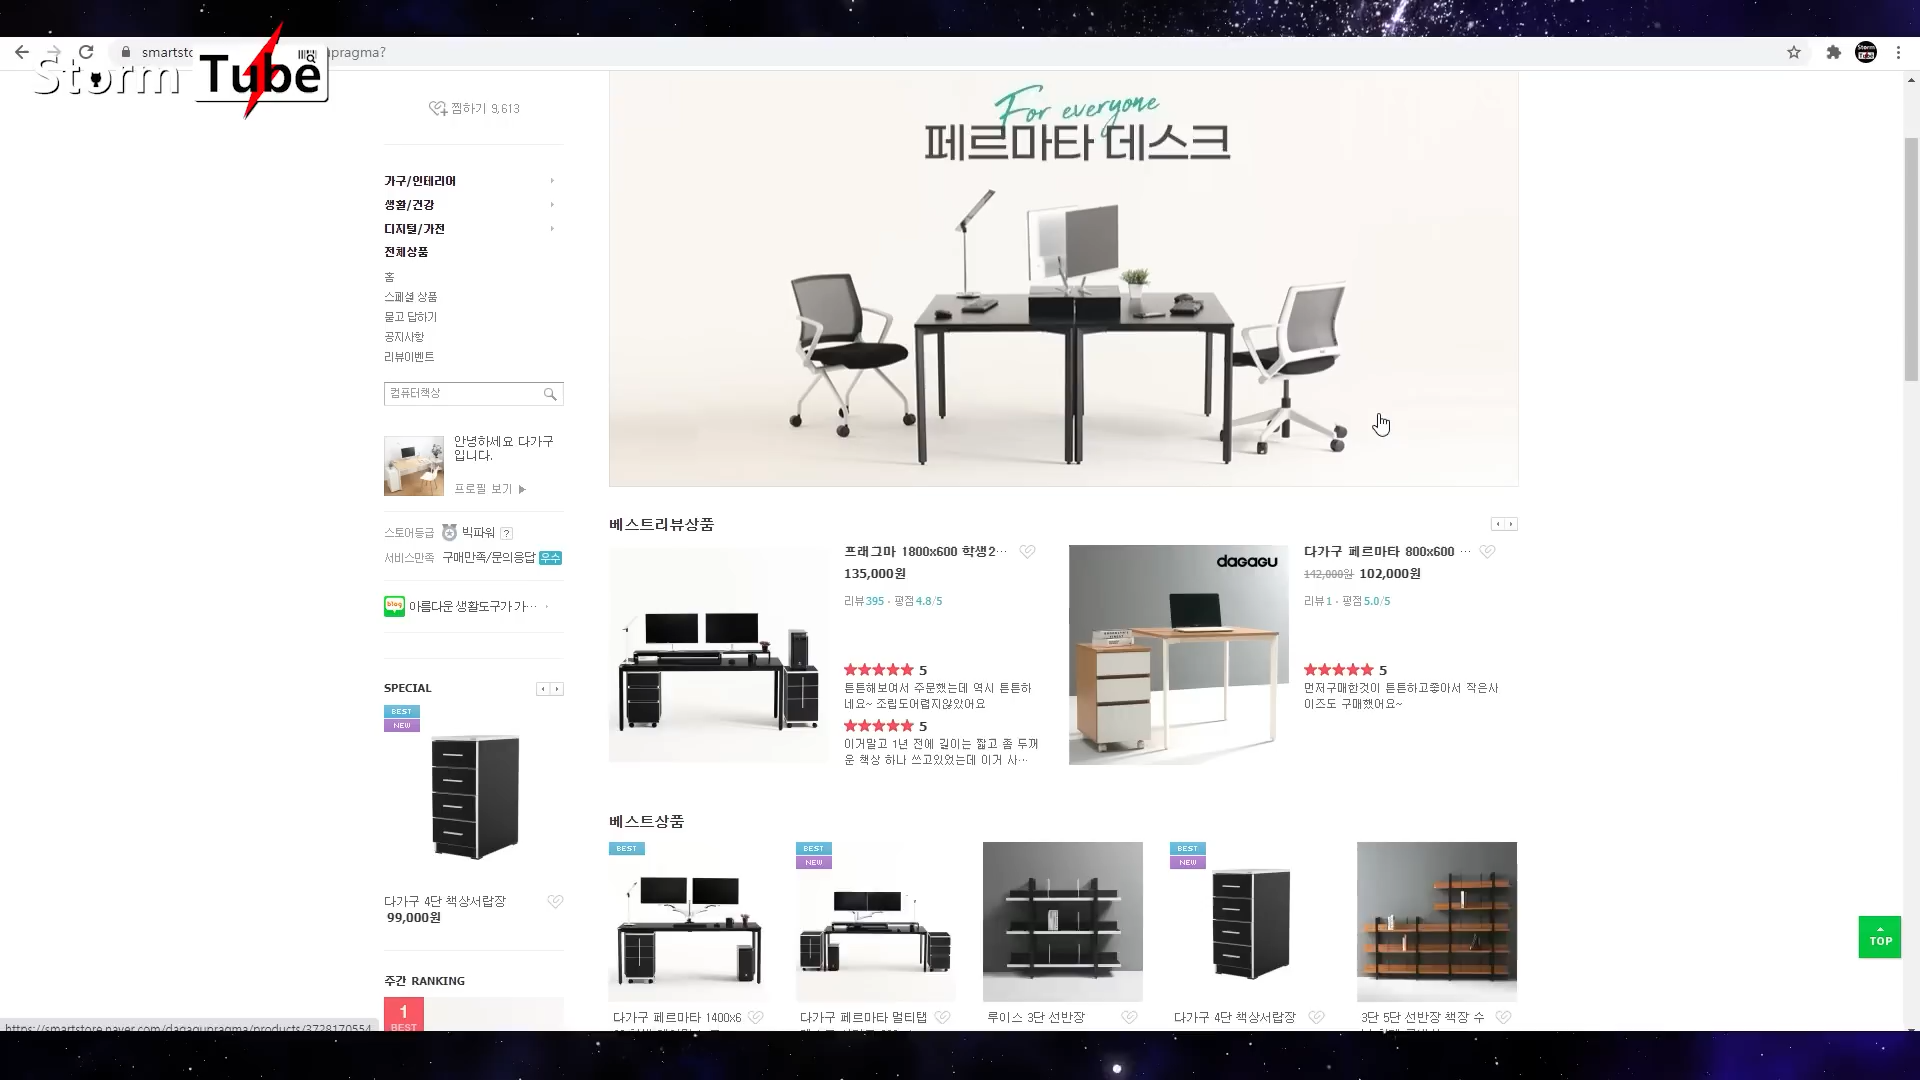 smartsto
pragma?
Storm Tube
찜하기 9,613
가구/인테리어
생활/건강
디지털/가전
전체상품
홈
스페셜 상품
묻고 답하기
공지사항
리뷰이벤트
컴퓨터책상
안녕하세요 다가구
입니다.
프로필 보기 ▶
스토어등급 빅파워 ?
서비스만족 구매만족/문의응답 우수
blog 아름다운 생활도구가 가…
SPECIAL
BEST
NEW
다가구 4단 책상서랍장
99,000원
주간 RANKING
1
BEST
For everyone
페르마타 데스크
베스트리뷰상품
프래그마 1800x600 학생2…
135,000원
리뷰 395 · 평점 4.8/5
★★★★★ 5
튼튼해보여서 주문했는데 역시 튼튼하
네요~ 조립도어렵지않았어요
★★★★★ 5
이거말고 1년 전에 길이는 짧고 좀 두꺼
운 책상 하나 쓰고있었는데 이거 사…
dagagu
다가구 페르마타 800x600 …
142,000원 102,000원
리뷰 1 · 평점 5.0/5
★★★★★ 5
먼저구매한것이 튼튼하고좋아서 작은사
이즈도 구매했어요~
베스트상품
BEST
다가구 페르마타 1400x6
BEST
NEW
다가구 페르마타 멀티탭
루이스 3단 선반장
BEST
NEW
다가구 4단 책상서랍장
3단 5단 선반장 책장 수
TOP
https://smartstore.naver.com/dagagupragma/products/3728170554